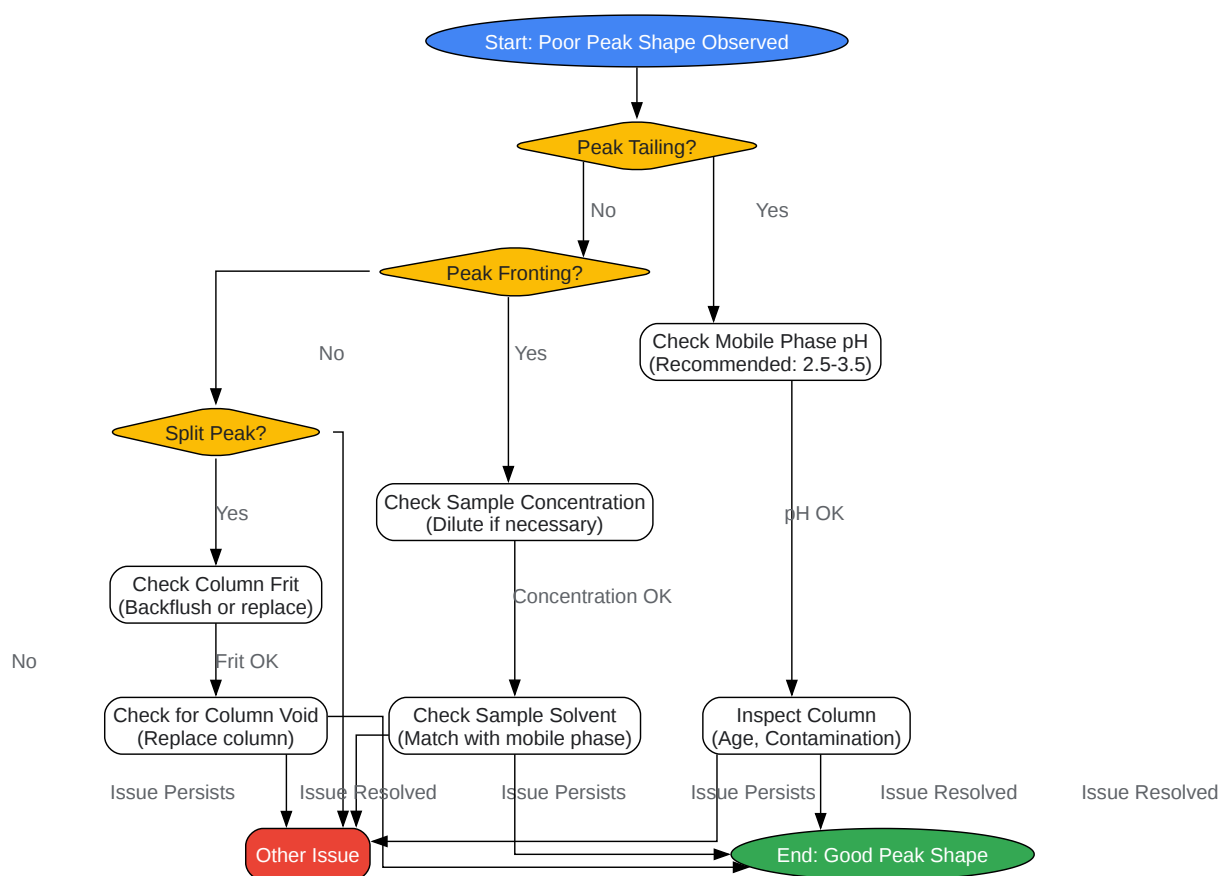 Start: Poor Peak Shape Observed
Peak Tailing?
No
Yes
Peak Fronting?
Check Mobile Phase pH
(Recommended: 2.5-3.5)
No
Yes
Split Peak?
Check Sample Concentration
(Dilute if necessary)
Yes
pH OK
Check Column Frit
(Backflush or replace)
Concentration OK
No
Frit OK
Check for Column Void
(Replace column)
Check Sample Solvent
(Match with mobile phase)
Inspect Column
(Age, Contamination)
Issue Persists
Issue Resolved
Issue Persists
Issue Persists
Issue Resolved
Issue Resolved
Other Issue
End: Good Peak Shape